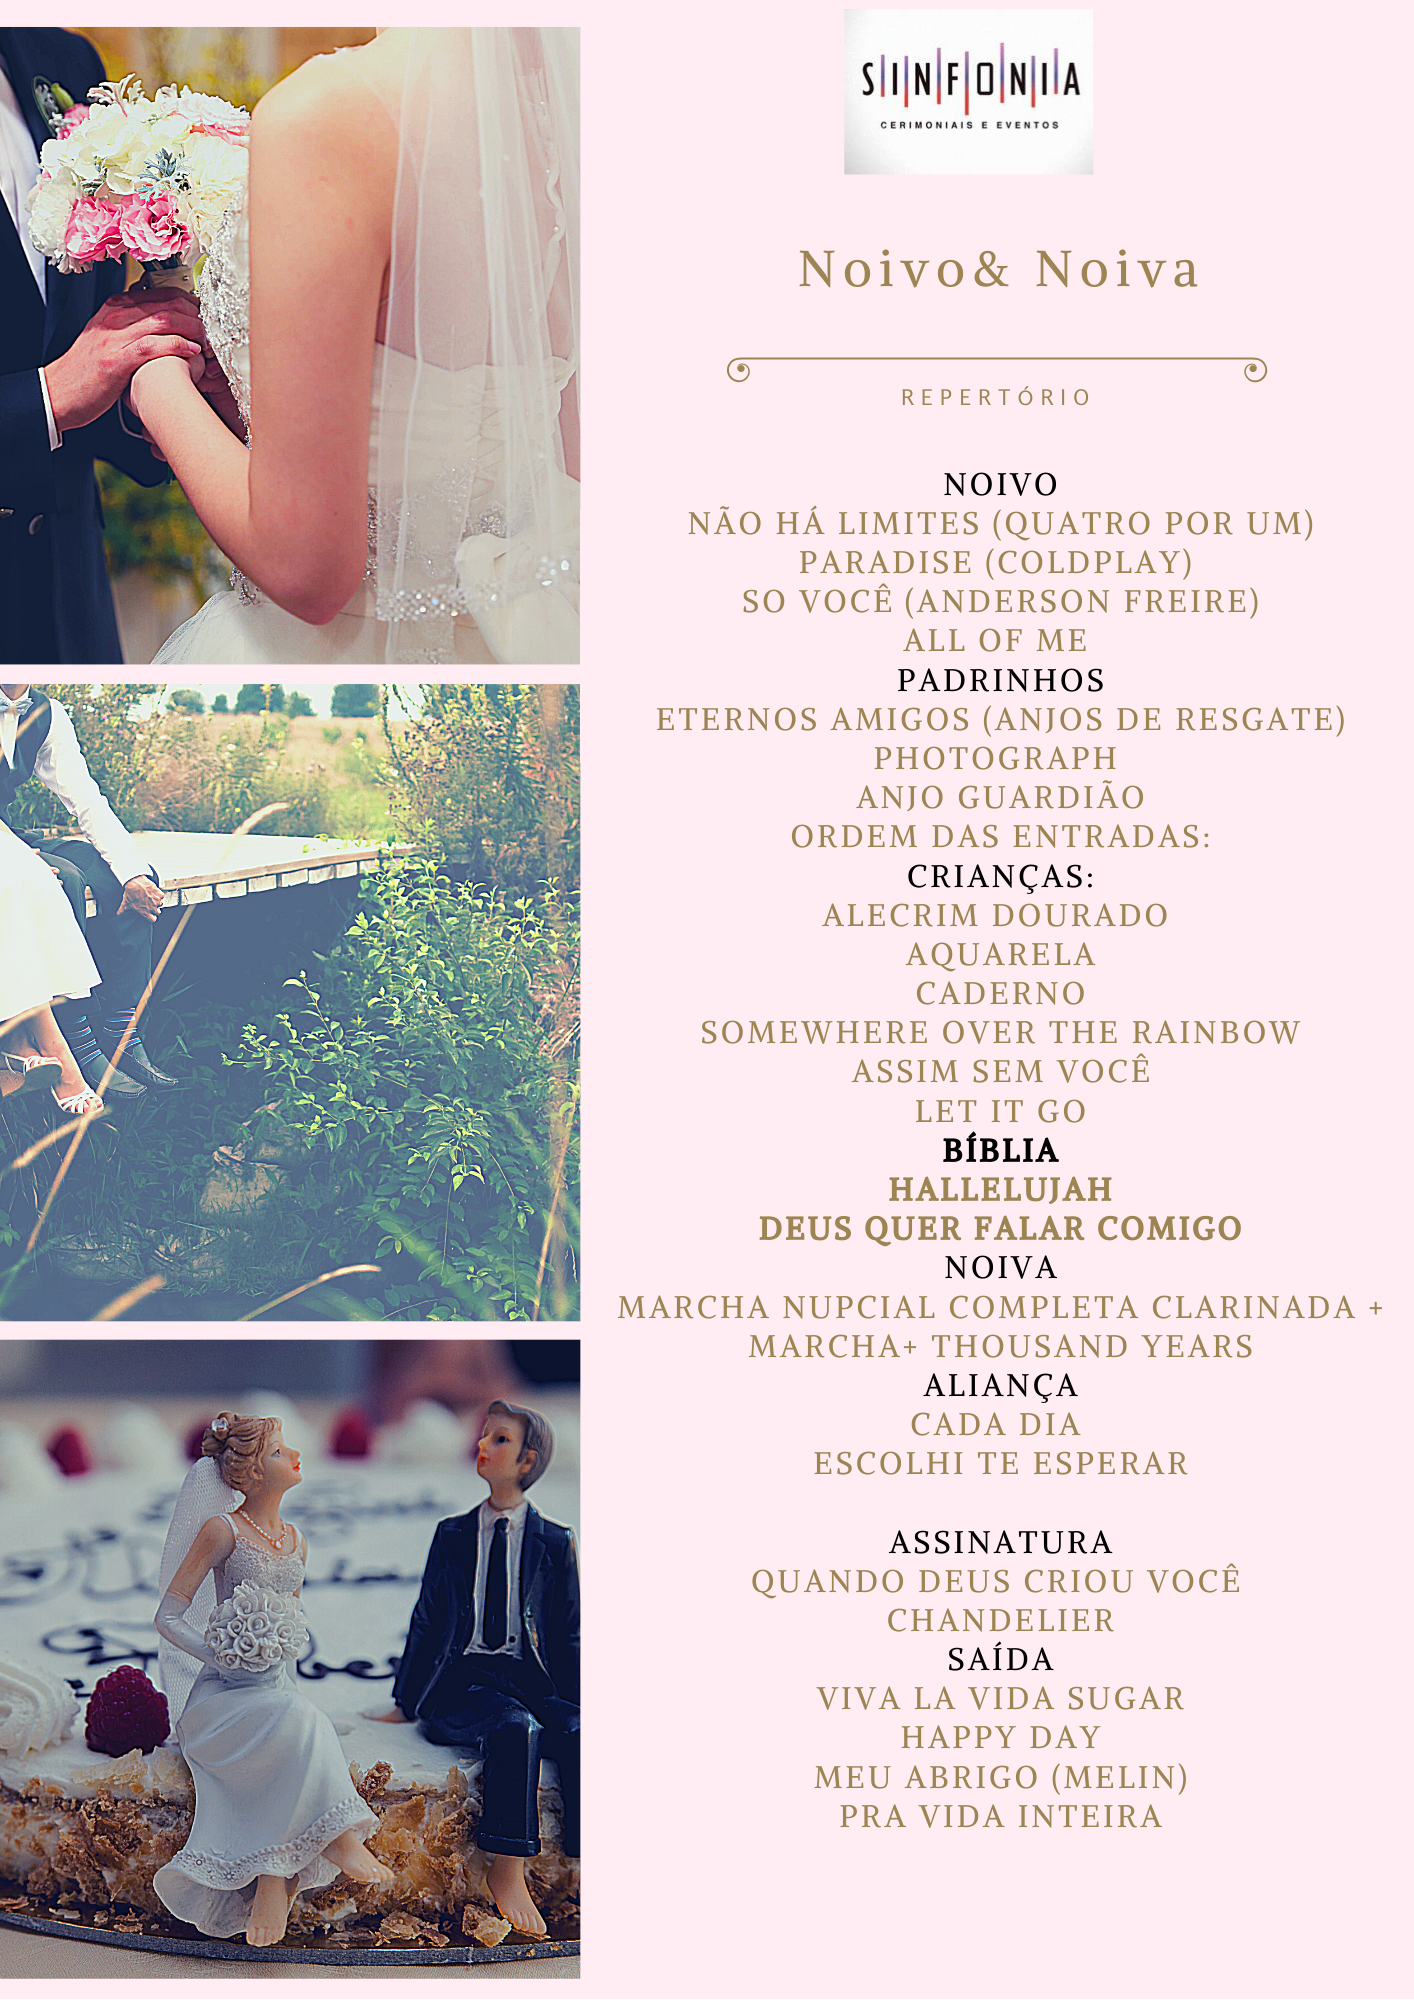 SINFONIA
CERIMONIAIS E EVENTOS
Noivo& Noiva
REPERTÓRIO
NOIVO
NÃO HÁ LIMITES (QUATRO POR UM)
PARADISE (COLDPLAY)
SO VOCÊ (ANDERSON FREIRE)
ALL OF ME
PADRINHOS
ETERNOS AMIGOS (ANJOS DE RESGATE)
PHOTOGRAPH
ANJO GUARDIÃO
ORDEM DAS ENTRADAS:
CRIANÇAS:
ALECRIM DOURADO
AQUARELA
CADERNO
SOMEWHERE OVER THE RAINBOW
ASSIM SEM VOCÊ
LET IT GO
BÍBLIA
HALLELUJAH
DEUS QUER FALAR COMIGO
NOIVA
MARCHA NUPCIAL COMPLETA CLARINADA +
MARCHA+ THOUSAND YEARS
ALIANÇA
CADA DIA
ESCOLHI TE ESPERAR
ASSINATURA
QUANDO DEUS CRIOU VOCÊ
CHANDELIER
SAÍDA
VIVA LA VIDA SUGAR
HAPPY DAY
MEU ABRIGO (MELIN)
PRA VIDA INTEIRA